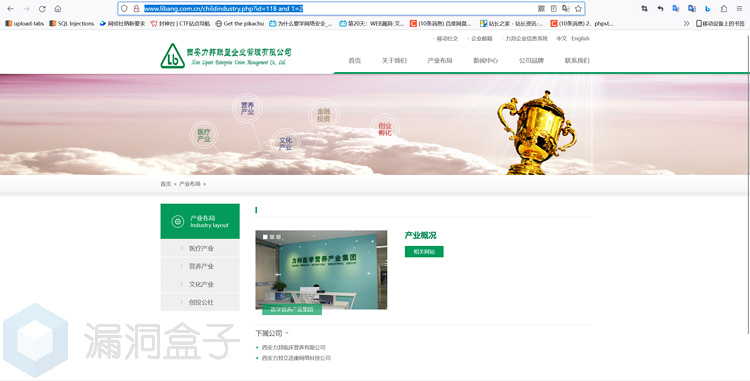 www.libang.com.cn/childindustry.php?id=118 and 1=2
upload-labs
SQL Injections
网侦社纳新要求
封神台 | CTF站点导航
Get the pikachu
为什么要学网络安全_...
第20天：WEB漏洞-文...
(10条消息) 百度网盘...
站长之家 - 站长资讯-...
(10条消息) 2、phpst...
移动设备上的书签
移动社交
企业邮箱
力邦企业信息系统
中文
English
西安力邦联盟企业管理有限公司
Xian Ligent Enterprise Union Management Co., Ltd.
首页
关于我们
产业布局
新闻中心
公司品牌
联系我们
医疗
产业
营养
产业
文化
产业
金融
投资
创业
孵化
首页 > 产业布局 >
产业布局
Industry layout
医疗产业
营养产业
文化产业
创投公社
力邦医学营养产业集团
医学营养产业集团
产业概况
相关网站
下属公司
西安力邦临床营养有限公司
西安力邦立达康网络科技公司
漏洞盒子